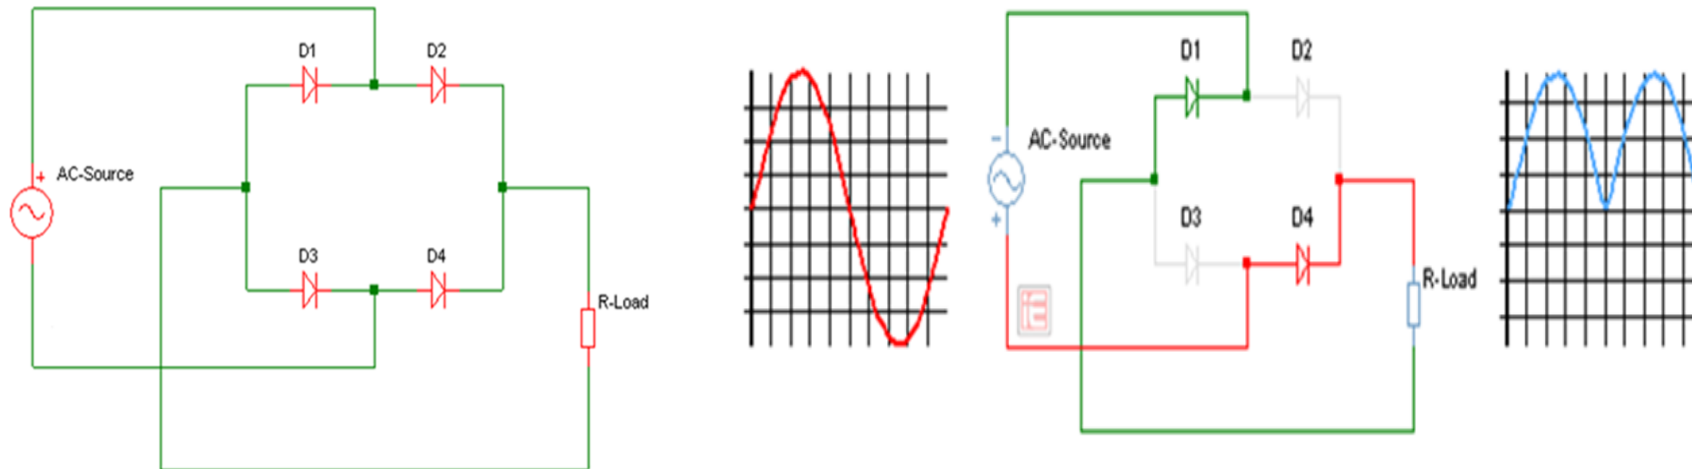 D1
D2
+
AC-Source
D3
D4
R-Load
D1
D2
-
AC-Source
+
D3
D4
R-Load